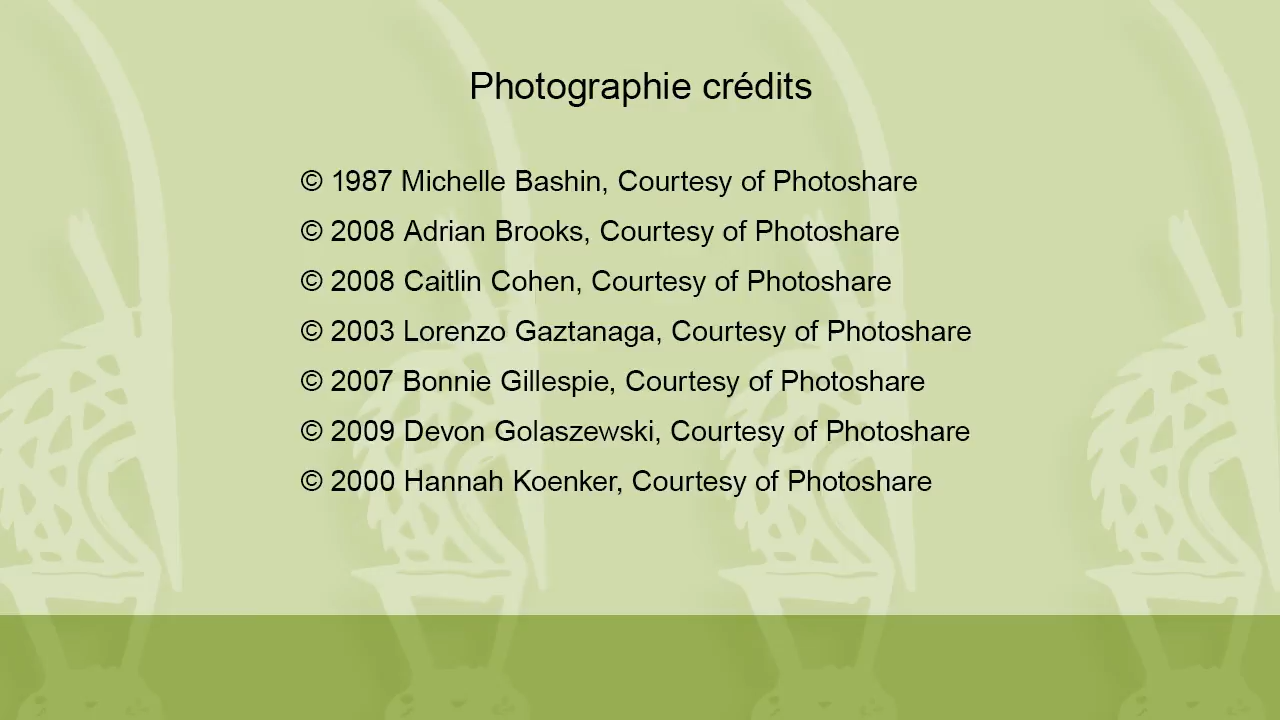 Photographie crédits
© 1987 Michelle Bashin, Courtesy of Photoshare
© 2008 Adrian Brooks, Courtesy of Photoshare
© 2008 Caitlin Cohen, Courtesy of Photoshare
© 2003 Lorenzo Gaztanaga, Courtesy of Photoshare
© 2007 Bonnie Gillespie, Courtesy of Photoshare
© 2009 Devon Golaszewski, Courtesy of Photoshare
© 2000 Hannah Koenker, Courtesy of Photoshare